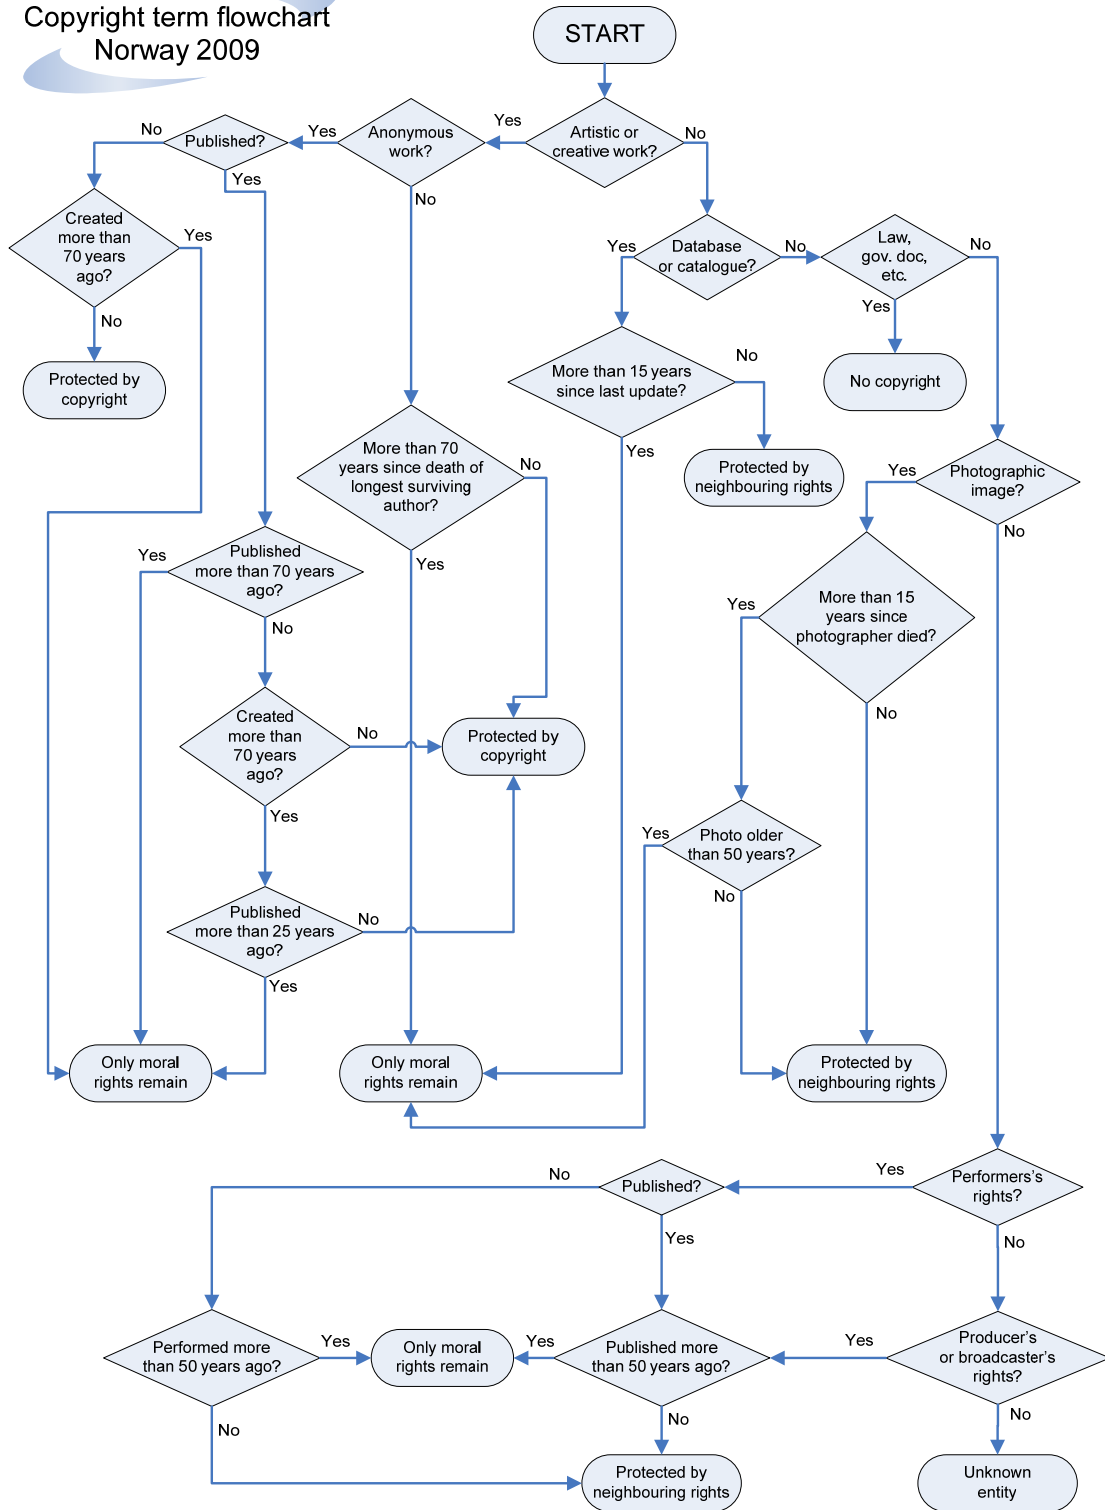 Copyright term flowchart
Norway 2009
START
Artistic or
creative work?
Yes
No
Anonymous
work?
Yes
No
Published?
No
Yes
Created
more than
70 years
ago?
Yes
No
Protected by
copyright
Database
or catalogue?
Yes
No
Law,
gov. doc,
etc.
No
Yes
No copyright
More than 15 years
since last update?
No
Yes
Protected by
neighbouring rights
More than 70
years since death of
longest surviving
author?
No
Yes
Photographic
image?
Yes
No
Published
more than 70 years
ago?
Yes
No
More than 15
years since
photographer died?
Yes
No
Created
more than
70 years
ago?
No
Yes
Protected by
copyright
Photo older
than 50 years?
Yes
No
Published
more than 25 years
ago?
No
Yes
Only moral
rights remain
Only moral
rights remain
Protected by
neighbouring rights
Performers's
rights?
Yes
No
Published?
No
Yes
Performed more
than 50 years ago?
Yes
No
Only moral
rights remain
Published more
than 50 years ago?
Yes
No
Producer's
or broadcaster's
rights?
Yes
No
Protected by
neighbouring rights
Unknown
entity